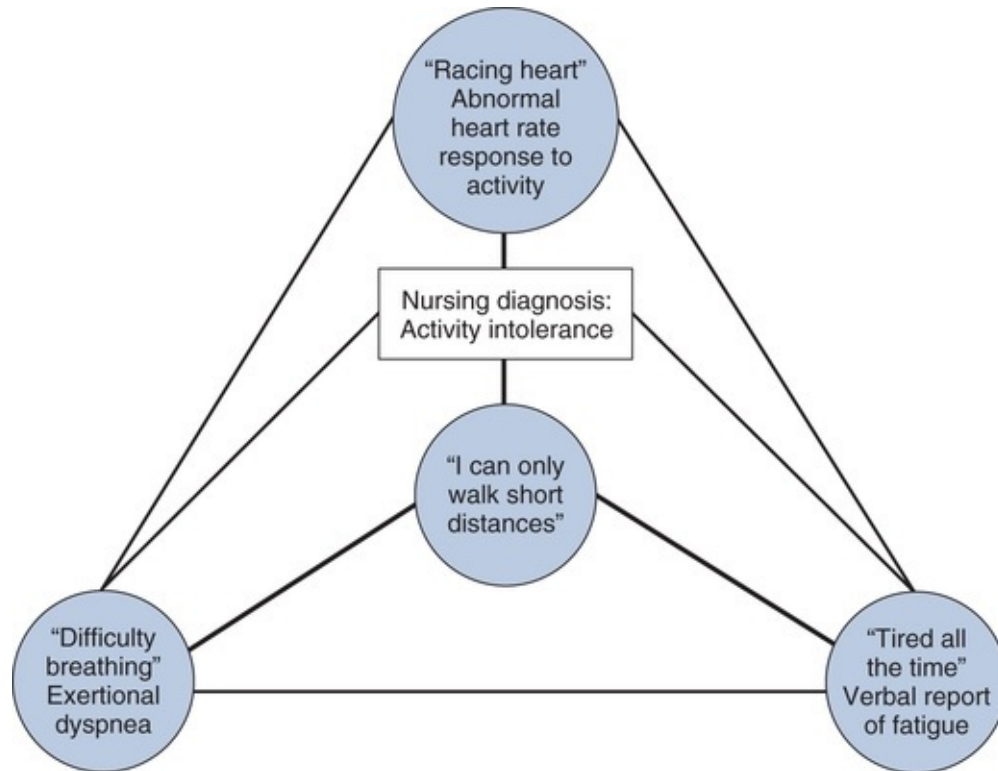 “Racing heart”
Abnormal
heart rate
response to
activity
Nursing diagnosis:
Activity intolerance
“I can only
walk short
distances”
“Difficulty
breathing”
Exertional
dyspnea
“Tired all
the time”
Verbal report
of fatigue